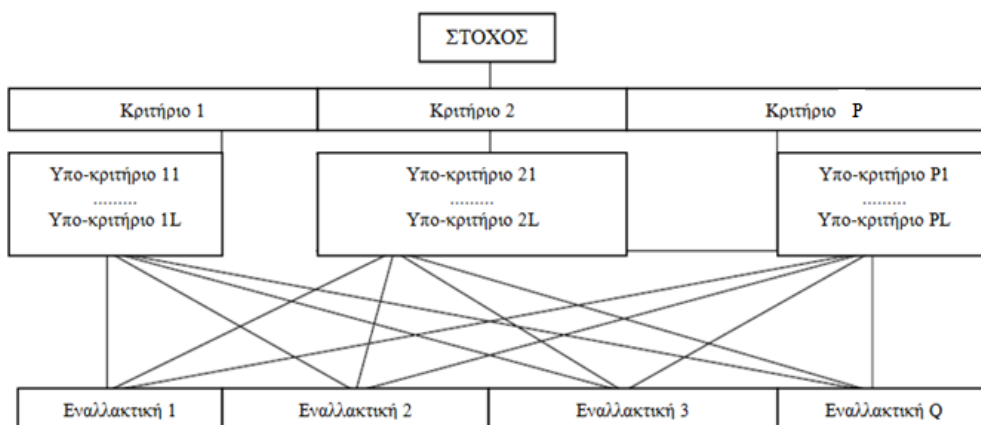 ΣΤΟΧΟΣ
Κριτήριο 1 Κριτήριο 2 Κριτήριο P
Υπο-κριτήριο 11 Υπο-κριτήριο 21 Υπο-κριτήριο P1
......... ......... .........
Υπο-κριτήριο 1L Υπο-κριτήριο 2L Υπο-κριτήριο PL
Εναλλακτική 1 Εναλλακτική 2 Εναλλακτική 3 Εναλλακτική Q